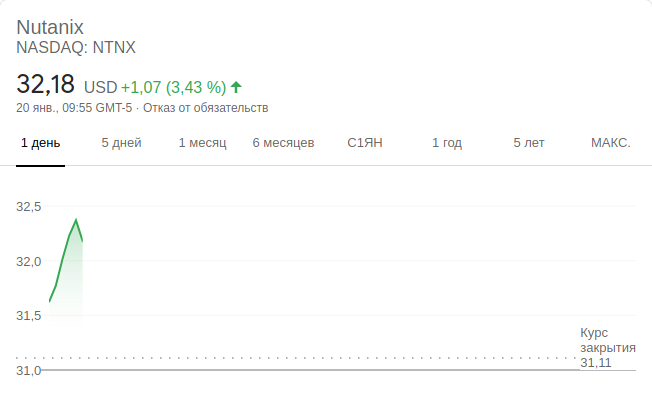 Nutanix
NASDAQ: NTNX
32,18 USD +1,07 (3,43 %)
20 янв., 09:55 GMT-5 · Отказ от обязательств
1 день 5 дней 1 месяц 6 месяцев С1ЯН 1 год 5 лет МАКС.
32,5
32,0
31,5
Курс
закрытия
31,11
31,0